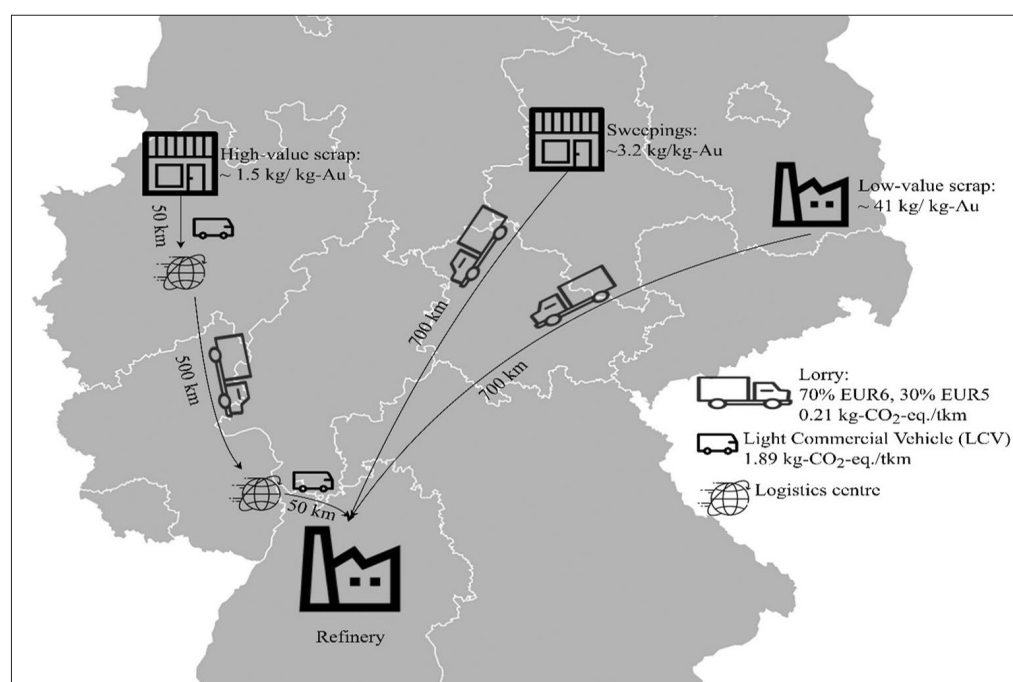 High-value scrap:
~ 1.5 kg/ kg-Au
50 km
500 km
50 km
Sweepings:
~3.2 kg/kg-Au
700 km
Low-value scrap:
~ 41 kg/ kg-Au
700 km
Lorry:
70% EUR6, 30% EUR5
0.21 kg-CO₂-eq./tkm
Light Commercial Vehicle (LCV)
1.89 kg-CO₂-eq./tkm
Logistics centre
Refinery